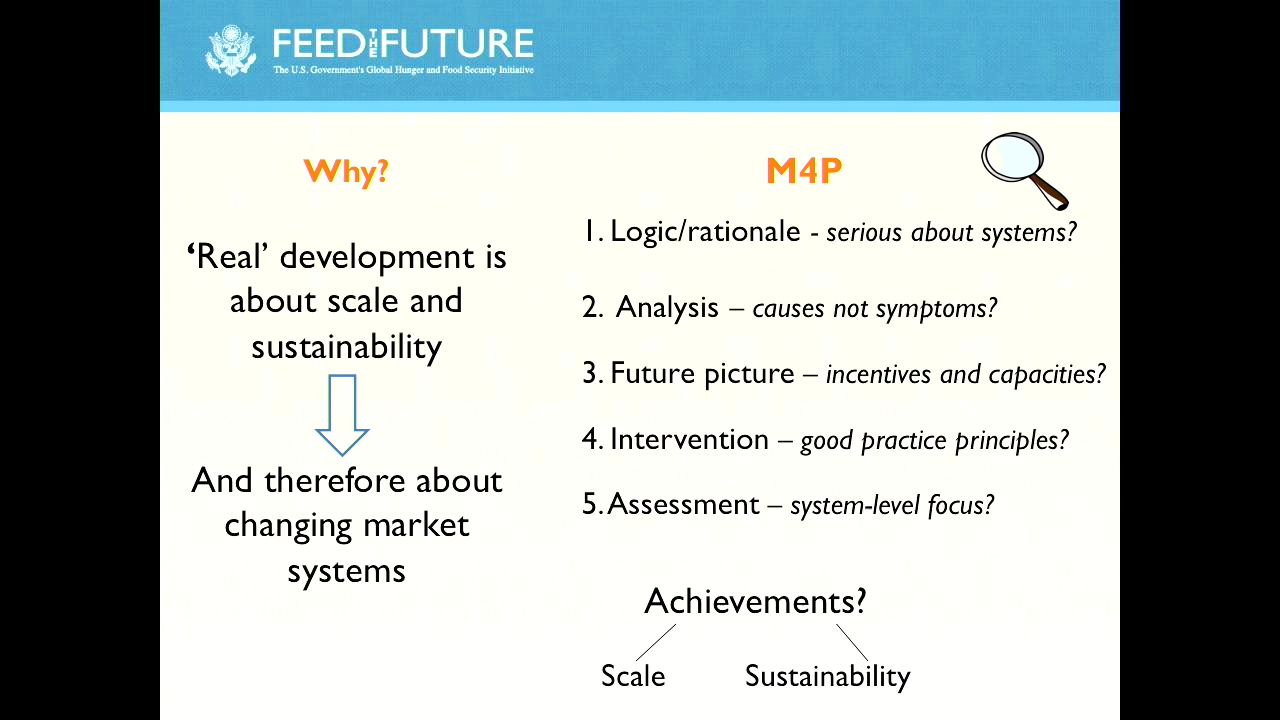 FEED THE FUTURE
The U.S. Government's Global Hunger and Food Security Initiative
Why?
‘Real’ development is
about scale and
sustainability
And therefore about
changing market
systems
M4P
1. Logic/rationale - serious about systems?
2. Analysis – causes not symptoms?
3. Future picture – incentives and capacities?
4. Intervention – good practice principles?
5. Assessment – system-level focus?
Achievements?
Scale Sustainability